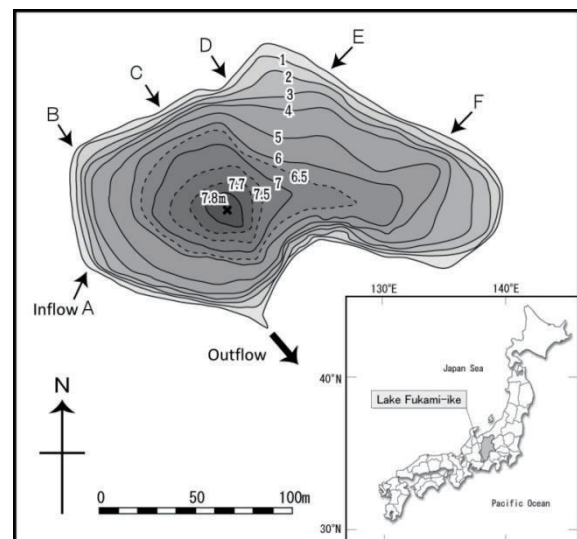 E
D
1
C
2
3
F
B
4
5
6
6.5
7
7.7
7.5
7.8m
Inflow A
130°E
140°E
Outflow
Japan Sea
N
40°N
Lake Fukami-ike
0
50
100m
Pacific Ocean
30°N